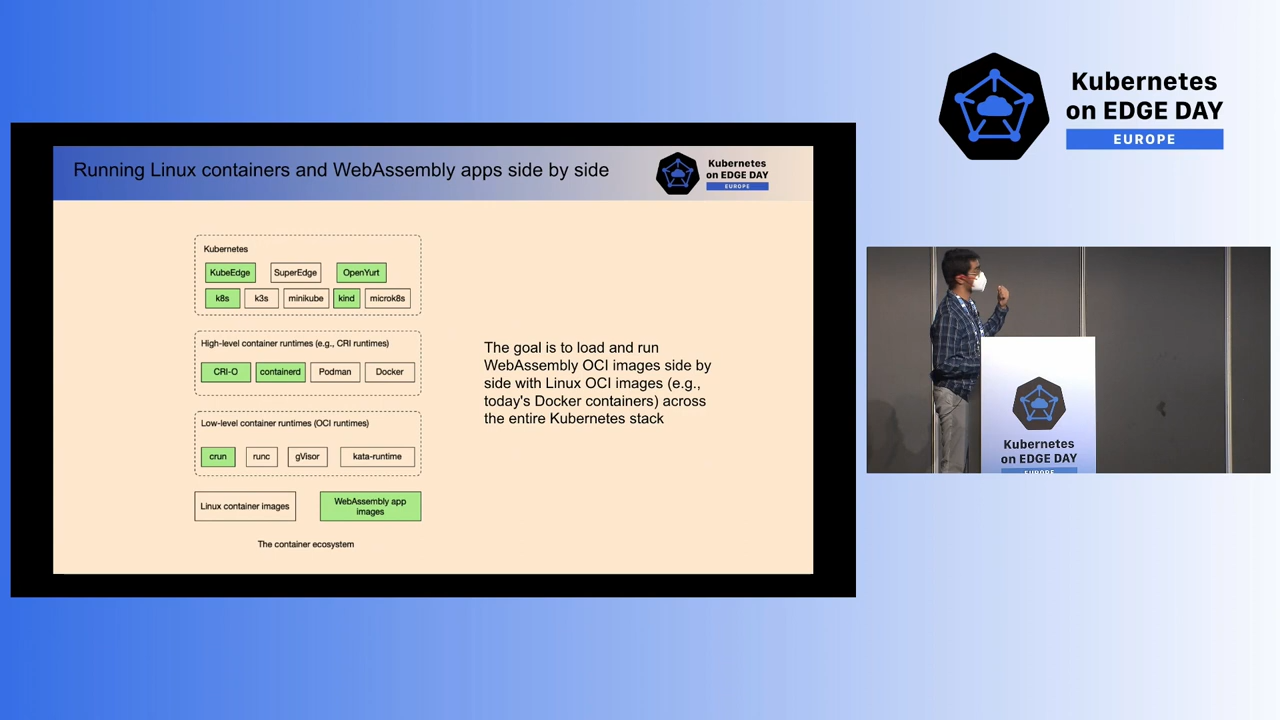 Kubernetes
on EDGE DAY
EUROPE
Running Linux containers and WebAssembly apps side by side
Kubernetes
on EDGE DAY
EUROPE
Kubernetes
KubeEdge
SuperEdge
OpenYurt
k8s
k3s
minikube
kind
microk8s
High-level container runtimes (e.g., CRI runtimes)
CRI-O
containerd
Podman
Docker
Low-level container runtimes (OCI runtimes)
crun
runc
gVisor
kata-runtime
Linux container images
WebAssembly app
images
The container ecosystem
The goal is to load and run
WebAssembly OCI images side by
side with Linux OCI images (e.g.,
today's Docker containers) across
the entire Kubernetes stack
Kubernetes
on EDGE DAY
EUROPE